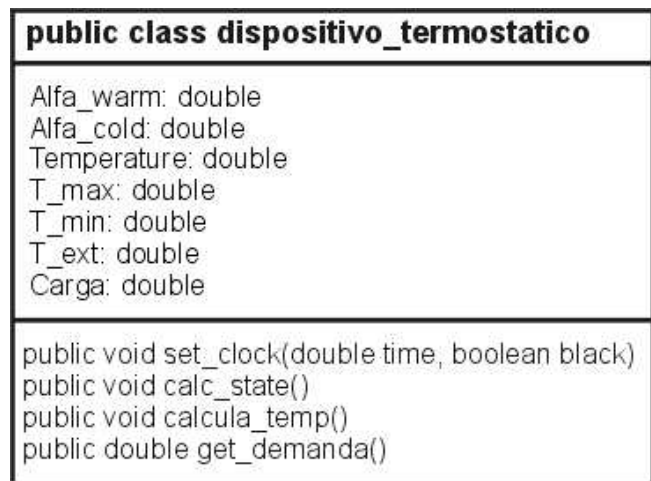 public class dispositivo_termostatico
Alfa_warm: double
Alfa_cold: double
Temperature: double
T_max: double
T_min: double
T_ext: double
Carga: double
public void set_clock(double time, boolean black)
public void calc_state()
public void calcula_temp()
public double get_demanda()